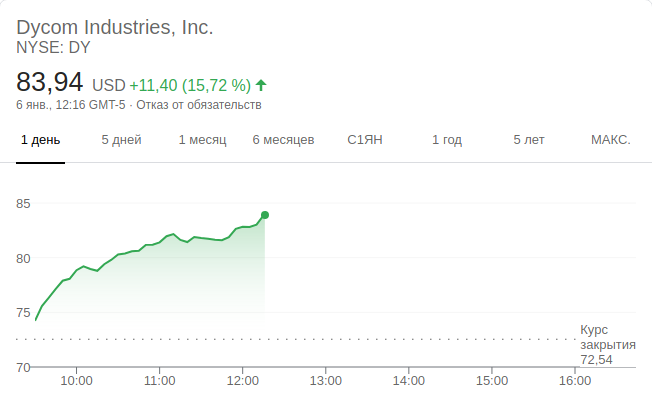 Dycom Industries, Inc.
NYSE: DY
83,94 USD +11,40 (15,72 %)
6 янв., 12:16 GMT-5 · Отказ от обязательств
1 день 5 дней 1 месяц 6 месяцев С1ЯН 1 год 5 лет МАКС.
85
80
75
Курс
закрытия
72,54
70
10:00 11:00 12:00 13:00 14:00 15:00 16:00